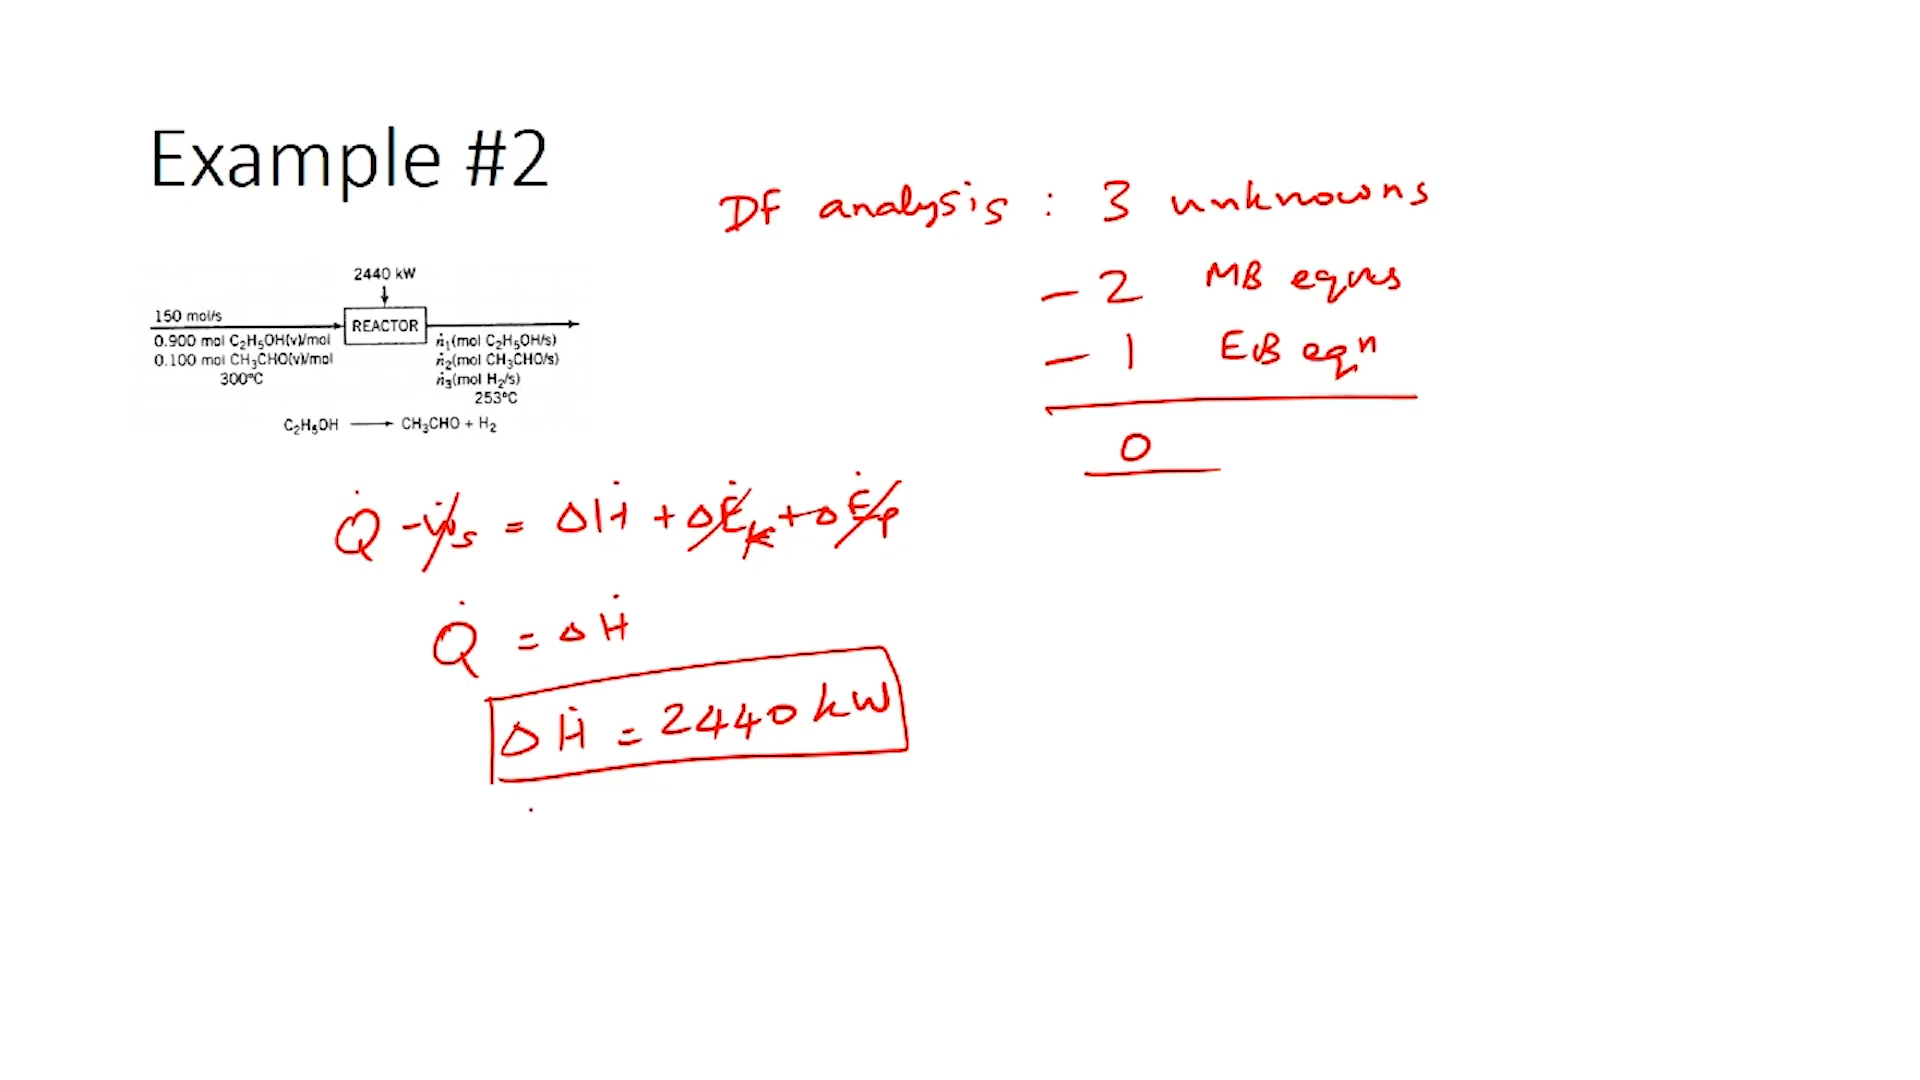 Example #2
DF analysis : 3 unknowns
- 2 MB eqns
- 1 EB eqn
0
2440 kW
150 mol/s
REACTOR
0.900 mol C₂H₅OH(v)/mol
0.100 mol CH₃CHO(v)/mol
300°C
ṅ₁(mol C₂H₅OH/s)
ṅ₂(mol CH₃CHO/s)
ṅ₃(mol H₂/s)
253°C
C₂H₅OH → CH₃CHO + H₂
Q̇ - Ẇs = ΔḢ + ΔĖk + ΔĖp
Q̇ = ΔḢ
ΔḢ = 2440 kW